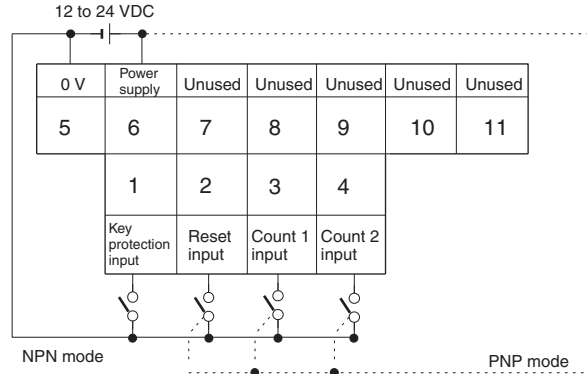 12 to 24 VDC
0 V
Power
supply
Unused
Unused
Unused
Unused
Unused
5
6
7
8
9
10
11
1
2
3
4
Key
protection
input
Reset
input
Count 1
input
Count 2
input
NPN mode
PNP mode